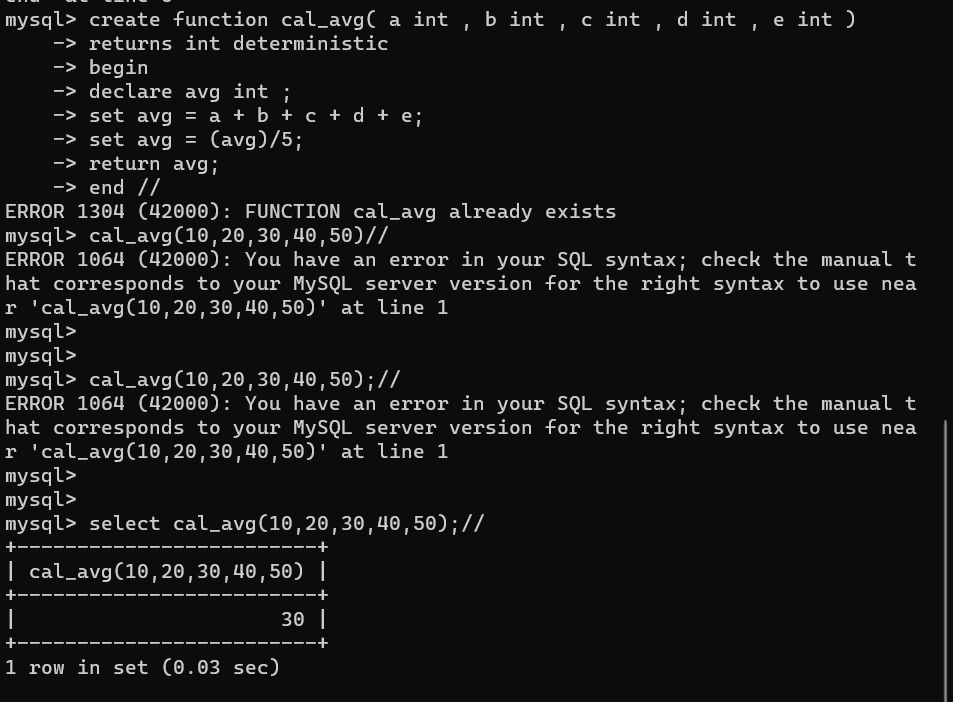 mysql> create function cal_avg( a int , b int , c int , d int , e int )
    -> returns int deterministic
    -> begin
    -> declare avg int ;
    -> set avg = a + b + c + d + e;
    -> set avg = (avg)/5;
    -> return avg;
    -> end //
ERROR 1304 (42000): FUNCTION cal_avg already exists
mysql> cal_avg(10,20,30,40,50)//
ERROR 1064 (42000): You have an error in your SQL syntax; check the manual t
hat corresponds to your MySQL server version for the right syntax to use nea
r 'cal_avg(10,20,30,40,50)' at line 1
mysql>
mysql>
mysql> cal_avg(10,20,30,40,50);//
ERROR 1064 (42000): You have an error in your SQL syntax; check the manual t
hat corresponds to your MySQL server version for the right syntax to use nea
r 'cal_avg(10,20,30,40,50)' at line 1
mysql>
mysql>
mysql> select cal_avg(10,20,30,40,50);//
+-------------------------+
| cal_avg(10,20,30,40,50) |
+-------------------------+
|                      30 |
+-------------------------+
1 row in set (0.03 sec)